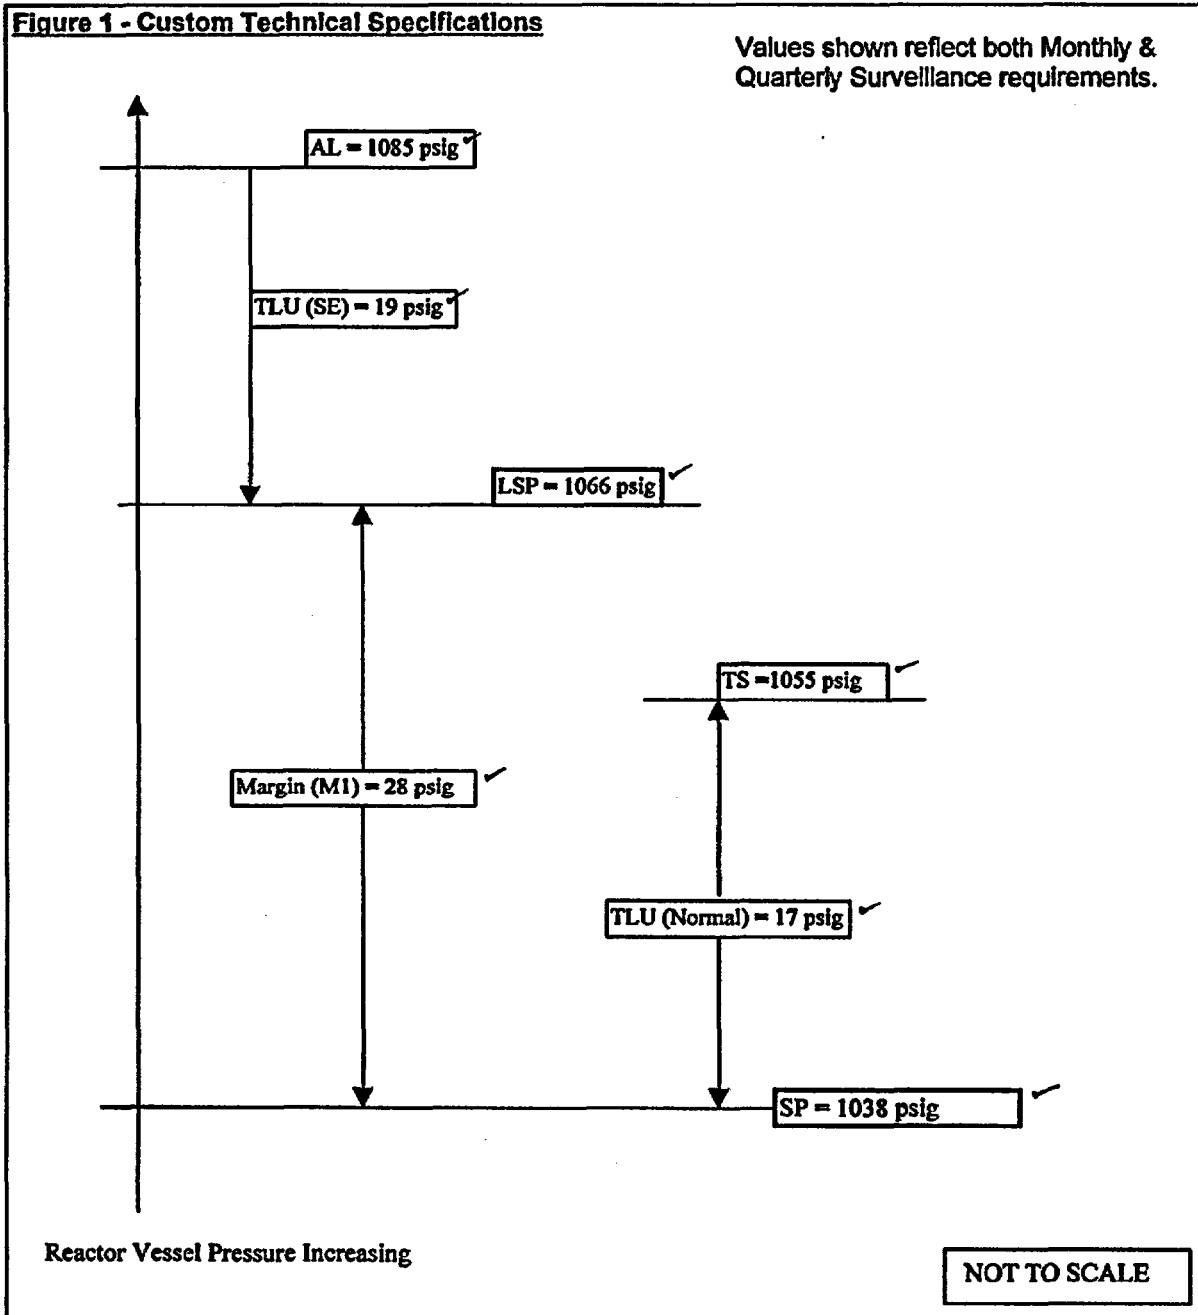 Figure 1 - Custom Technical Specifications
Values shown reflect both Monthly &
Quarterly Surveillance requirements.
AL = 1085 psig
TLU (SE) = 19 psig
LSP = 1066 psig
TS =1055 psig
Margin (M1) = 28 psig
TLU (Normal) = 17 psig
SP = 1038 psig
Reactor Vessel Pressure Increasing
NOT TO SCALE